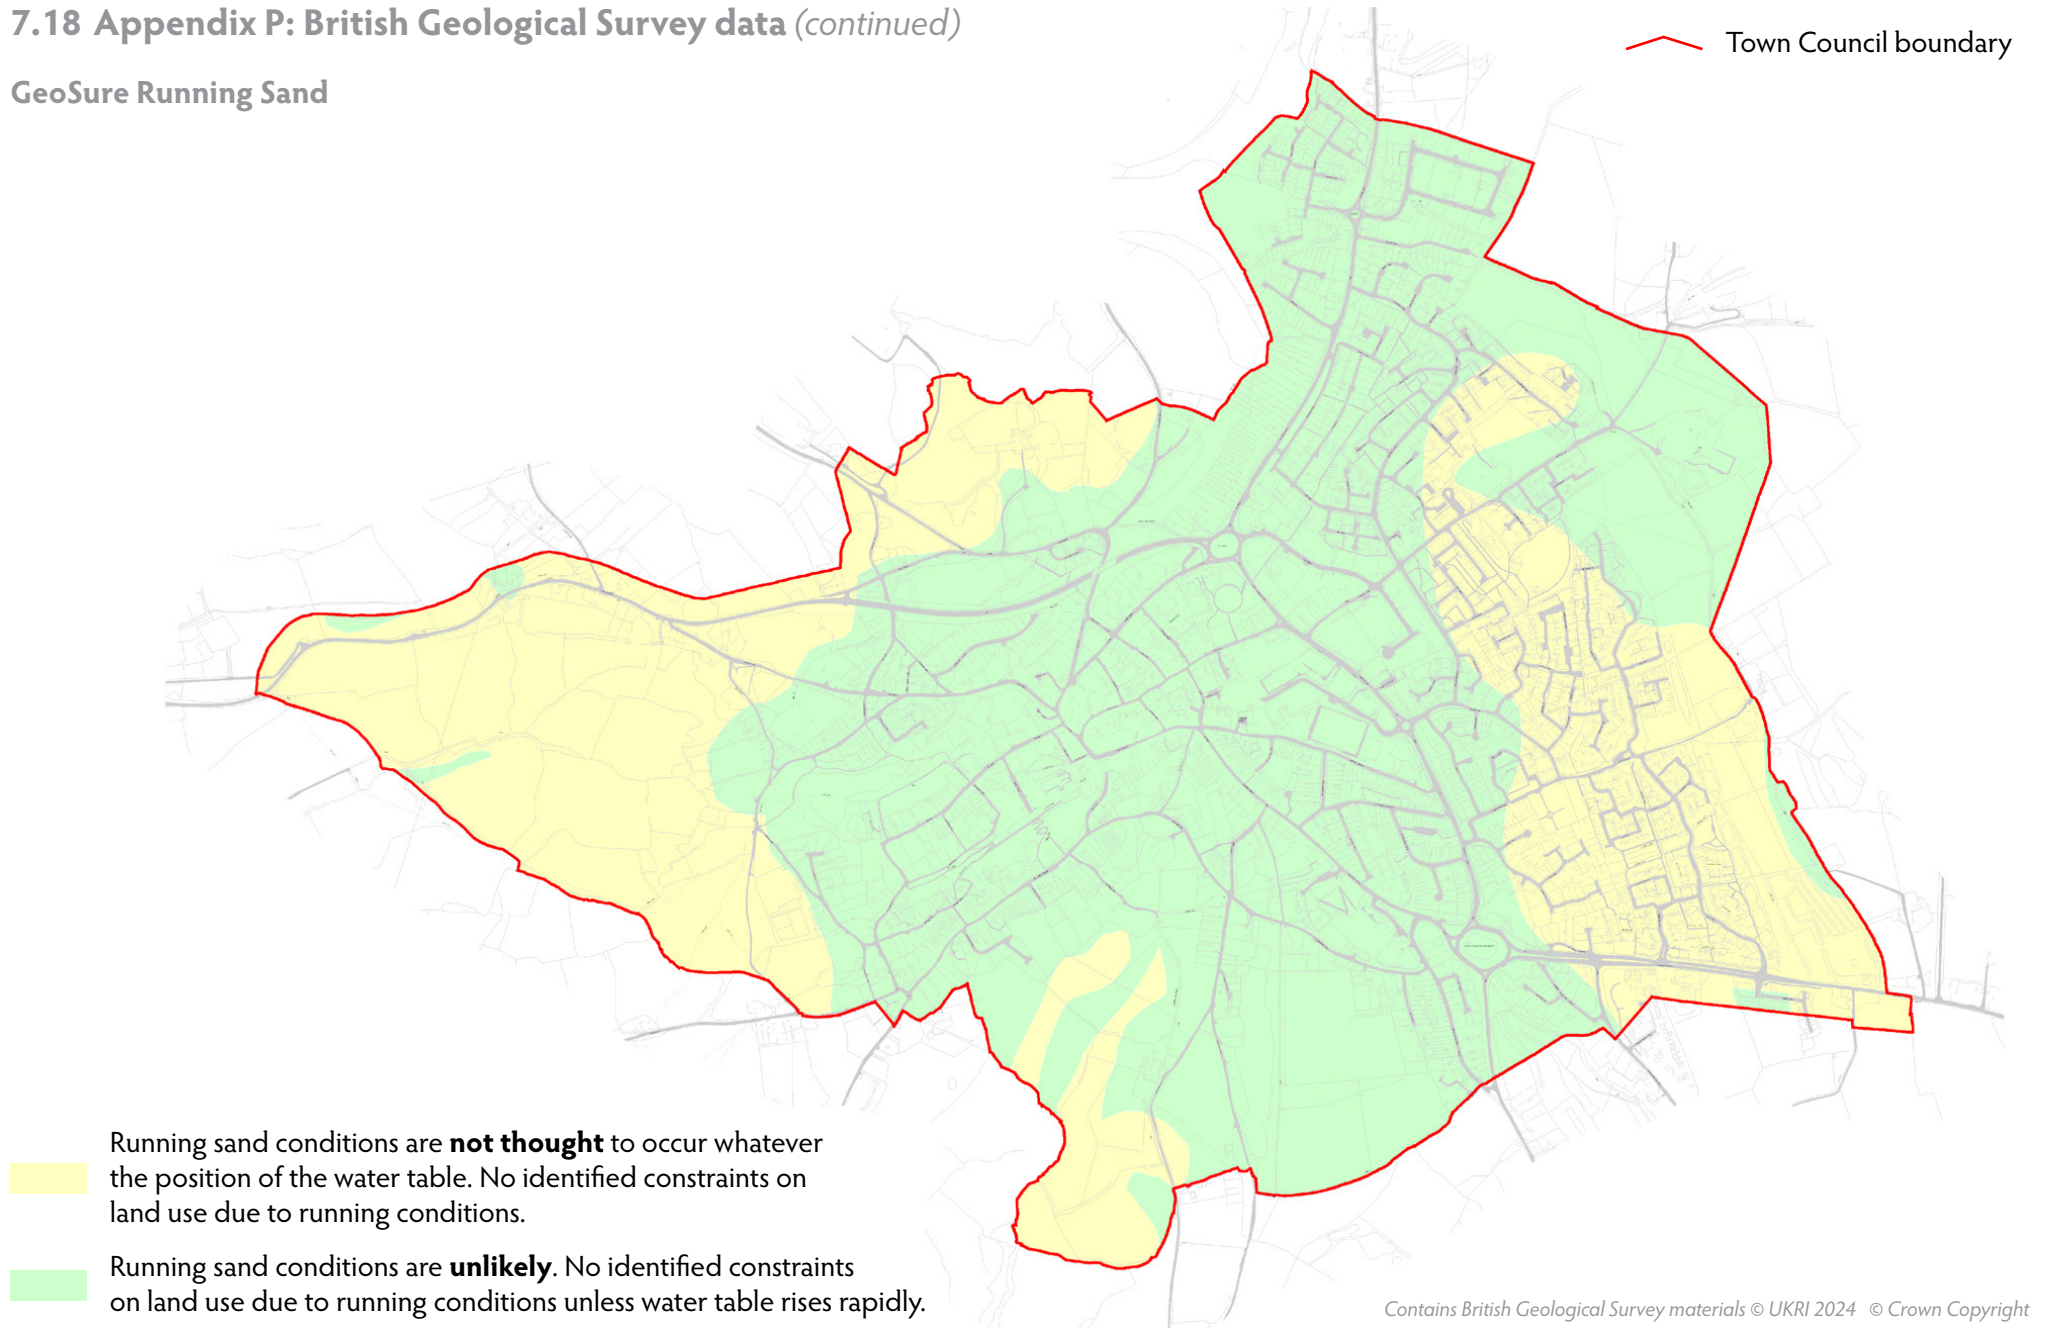 7.18 Appendix P: British Geological Survey data (continued)
Town Council boundary
GeoSure Running Sand
Running sand conditions are not thought to occur whatever
the position of the water table. No identified constraints on
land use due to running conditions.
Running sand conditions are unlikely. No identified constraints
on land use due to running conditions unless water table rises rapidly.
Contains British Geological Survey materials © UKRI 2024 © Crown Copyright